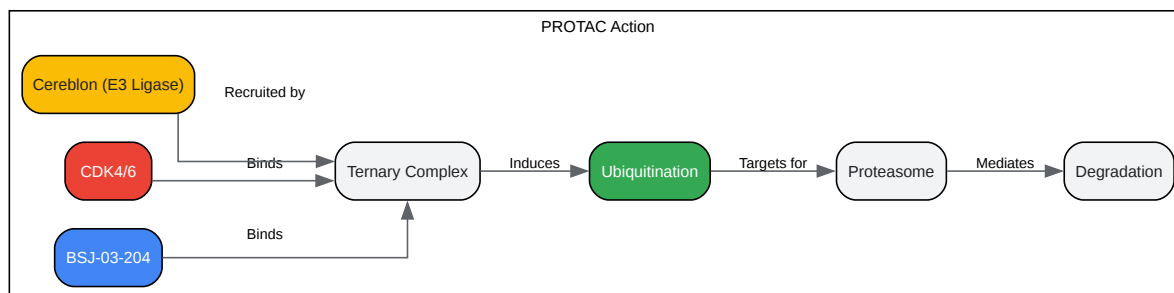 PROTAC Action
Cereblon (E3 Ligase)
Recruited by
CDK4/6
Binds
Ternary Complex
Induces
Ubiquitination
Targets for
Proteasome
Mediates
Degradation
BSJ-03-204
Binds